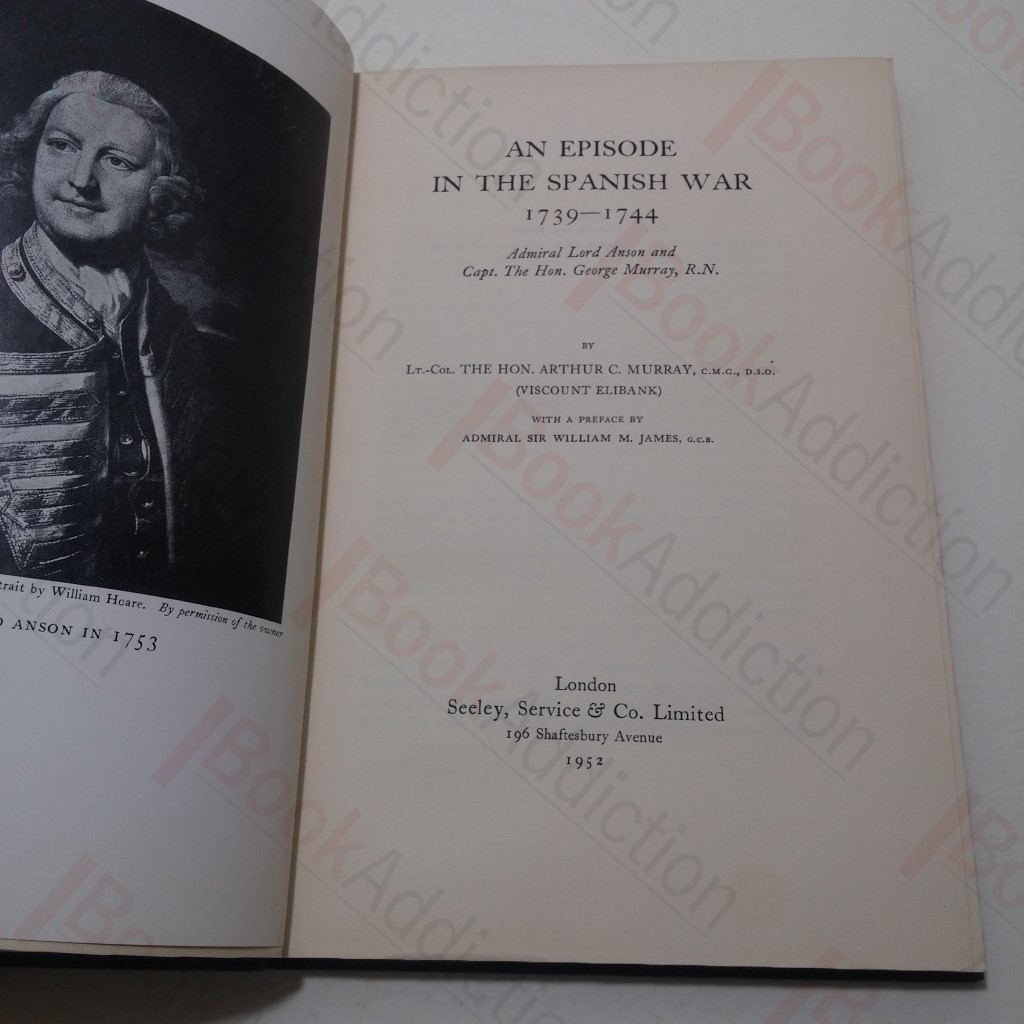 trait by William Hoare. By permission of the owner
ANSON IN 1753
AN EPISODE
IN THE SPANISH WAR
1739—1744
Admiral Lord Anson and
Capt. The Hon. George Murray, R.N.
BY
LT.-COL. THE HON. ARTHUR C. MURRAY, C.M.G., D.S.O.
(VISCOUNT ELIBANK)
WITH A PREFACE BY
ADMIRAL SIR WILLIAM M. JAMES, G.C.B.
London
Seeley, Service & Co. Limited
196 Shaftesbury Avenue
1952
BookAddiction